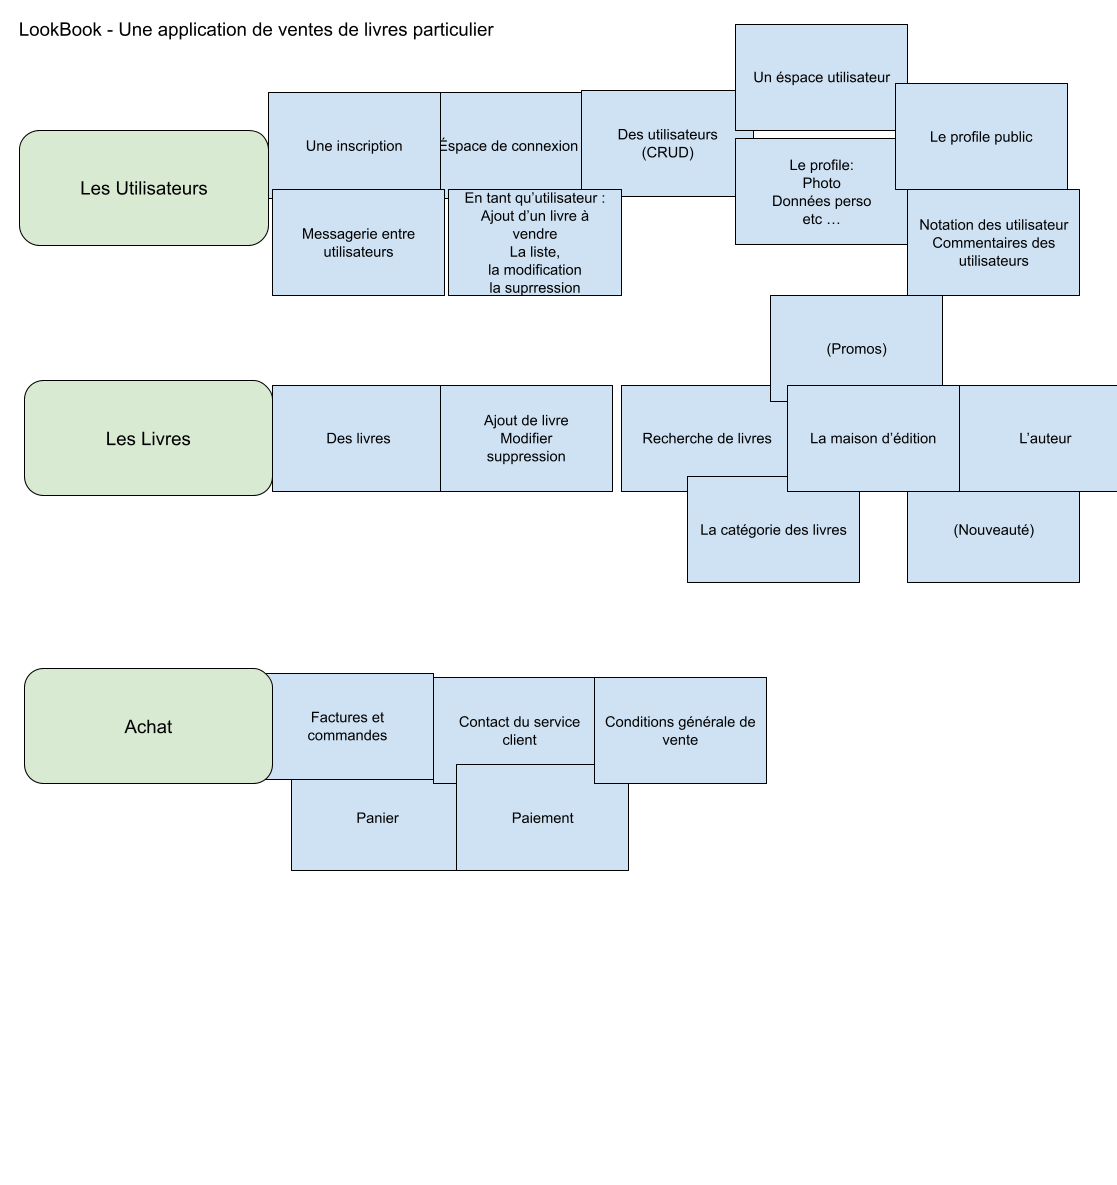 LookBook - Une application de ventes de livres particulier
Les Utilisateurs
Une inscription
Éspace de connexion
Des utilisateurs
(CRUD)
Un éspace utilisateur
Le profile:
Photo
Données perso
etc …
Le profile public
Messagerie entre
utilisateurs
En tant qu’utilisateur :
Ajout d’un livre à
vendre
La liste,
la modification
la suprression
Notation des utilisateur
Commentaires des
utilisateurs
(Promos)
Les Livres
Des livres
Ajout de livre
Modifier
suppression
Recherche de livres
La maison d’édition
L’auteur
La catégorie des livres
(Nouveauté)
Achat
Factures et
commandes
Contact du service
client
Conditions générale de
vente
Panier
Paiement